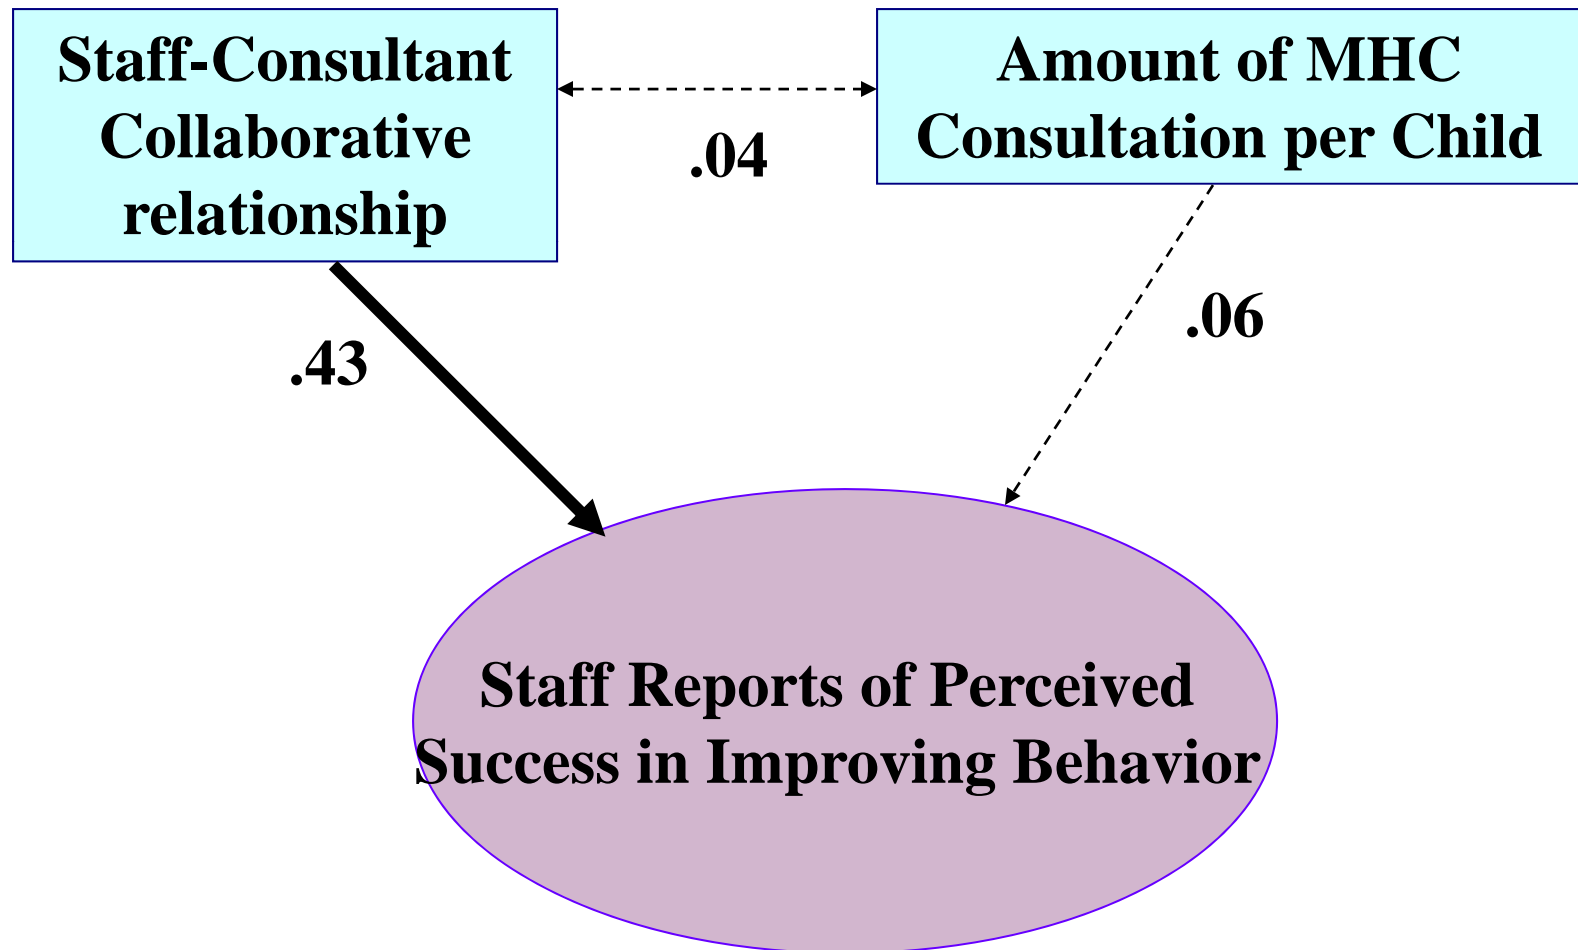 Staff-Consultant
Collaborative
relationship
Amount of MHC
Consultation per Child
.04
.06
.43
Staff Reports of Perceived
Success in Improving Behavior